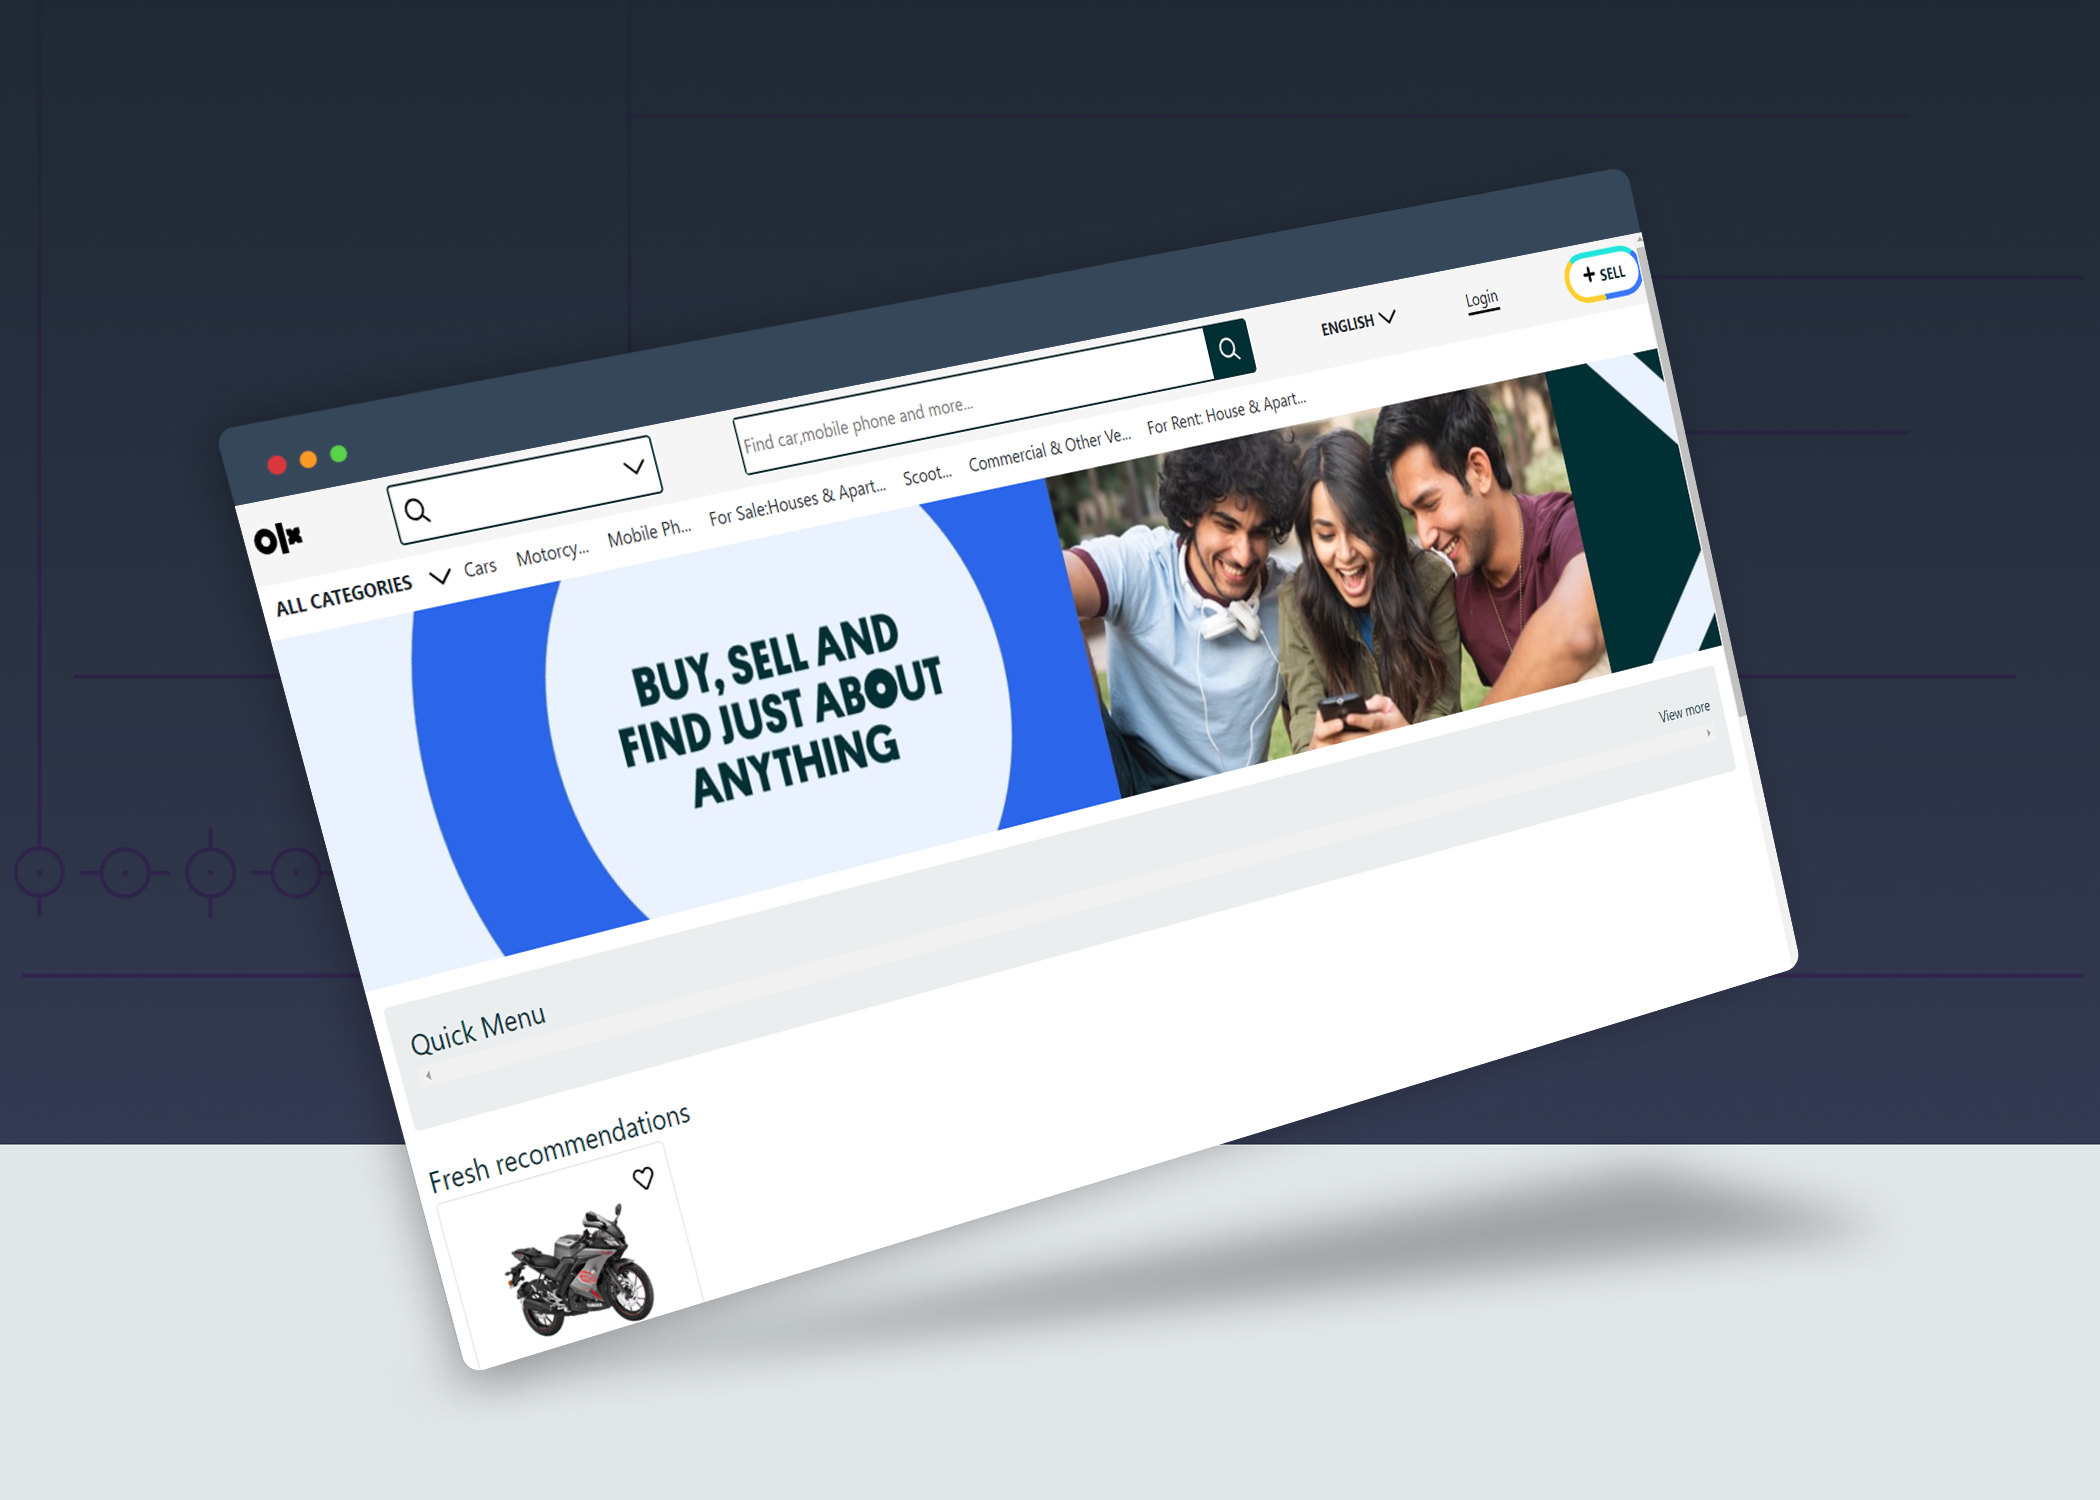 olx
Find car,mobile phone and more...
ENGLISH
Login
+ SELL
ALL CATEGORIES
Cars
Motorcy...
Mobile Ph...
For Sale:Houses & Apart...
Scoot...
Commercial & Other Ve...
For Rent: House & Apart...
BUY, SELL AND
FIND JUST ABOUT
ANYTHING
Quick Menu
View more
Fresh recommendations
YAMAHA